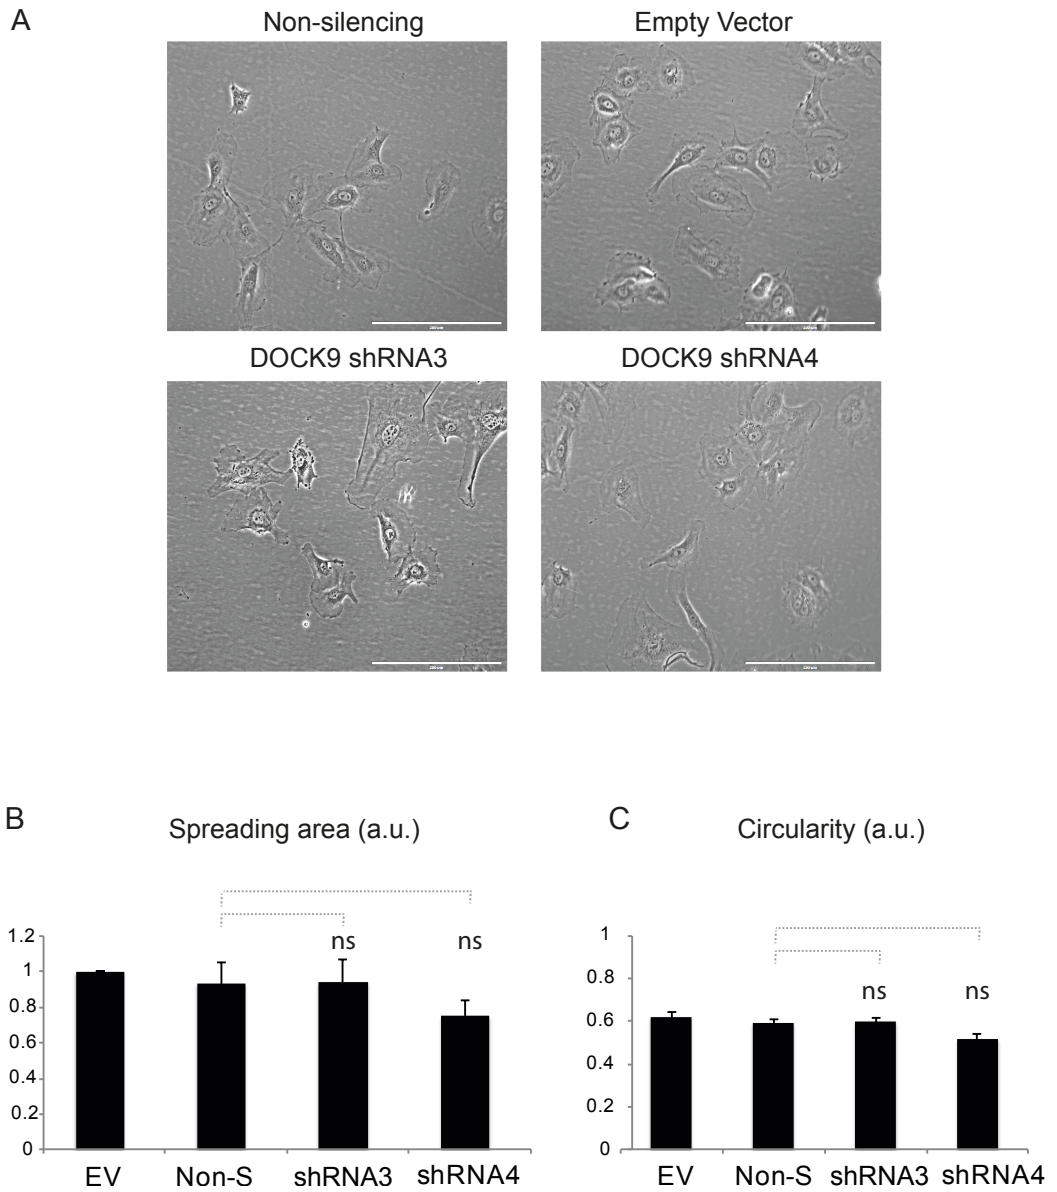 A
Non-silencing
Empty Vector
DOCK9 shRNA3
DOCK9 shRNA4
B
Spreading area (a.u.)
1.2
1
0.8
0.6
0.4
0.2
0
ns
ns
EV
Non-S
shRNA3
shRNA4
C
Circularity (a.u.)
1
0.8
0.6
0.4
0.2
0
ns
ns
EV
Non-S
shRNA3
shRNA4